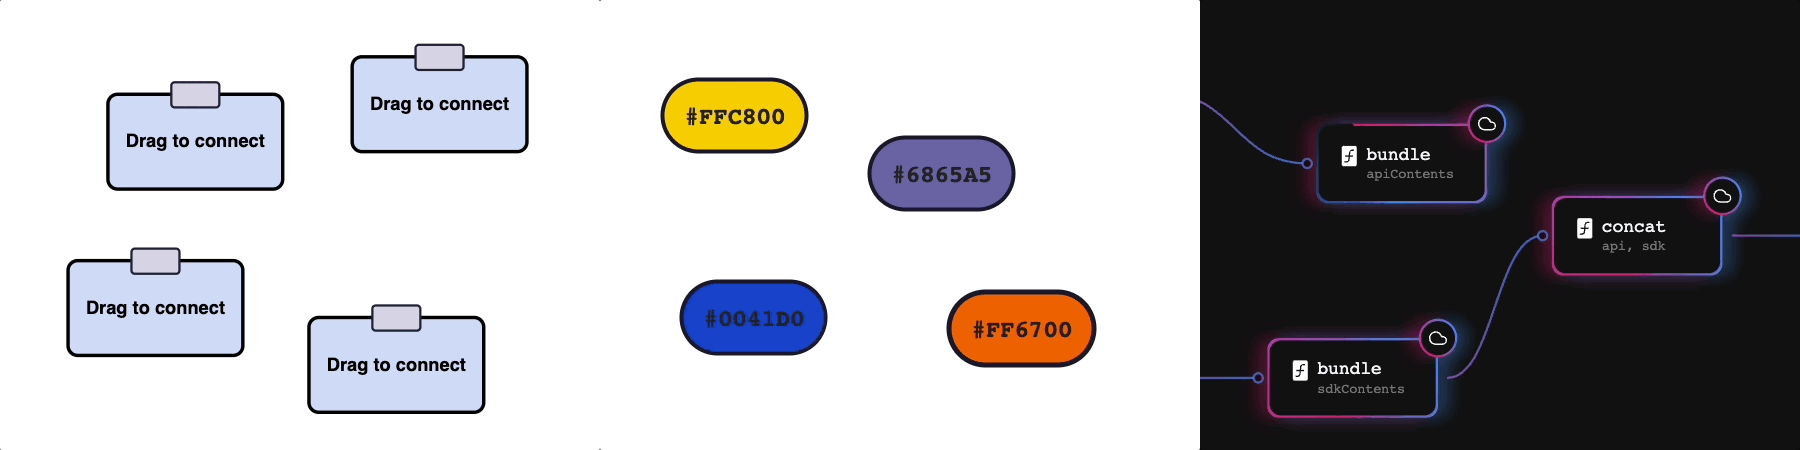 Drag to connect
Drag to connect
Drag to connect
Drag to connect
#FFC800
#6865A5
#0041D0
#FF6700
bundle
apiContents
concat
api, sdk
bundle
sdkContents